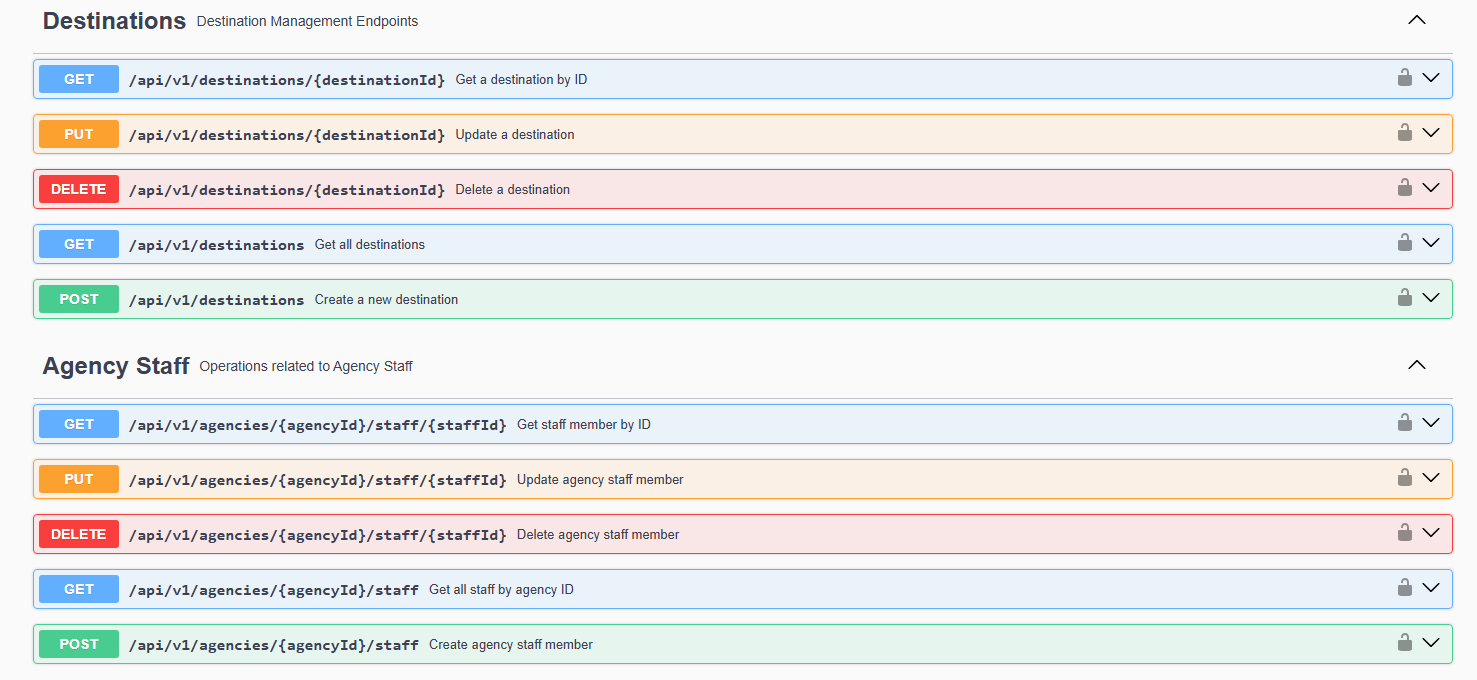 Destinations Destination Management Endpoints
GET /api/v1/destinations/{destinationId} Get a destination by ID
PUT /api/v1/destinations/{destinationId} Update a destination
DELETE /api/v1/destinations/{destinationId} Delete a destination
GET /api/v1/destinations Get all destinations
POST /api/v1/destinations Create a new destination
Agency Staff Operations related to Agency Staff
GET /api/v1/agencies/{agencyId}/staff/{staffId} Get staff member by ID
PUT /api/v1/agencies/{agencyId}/staff/{staffId} Update agency staff member
DELETE /api/v1/agencies/{agencyId}/staff/{staffId} Delete agency staff member
GET /api/v1/agencies/{agencyId}/staff Get all staff by agency ID
POST /api/v1/agencies/{agencyId}/staff Create agency staff member